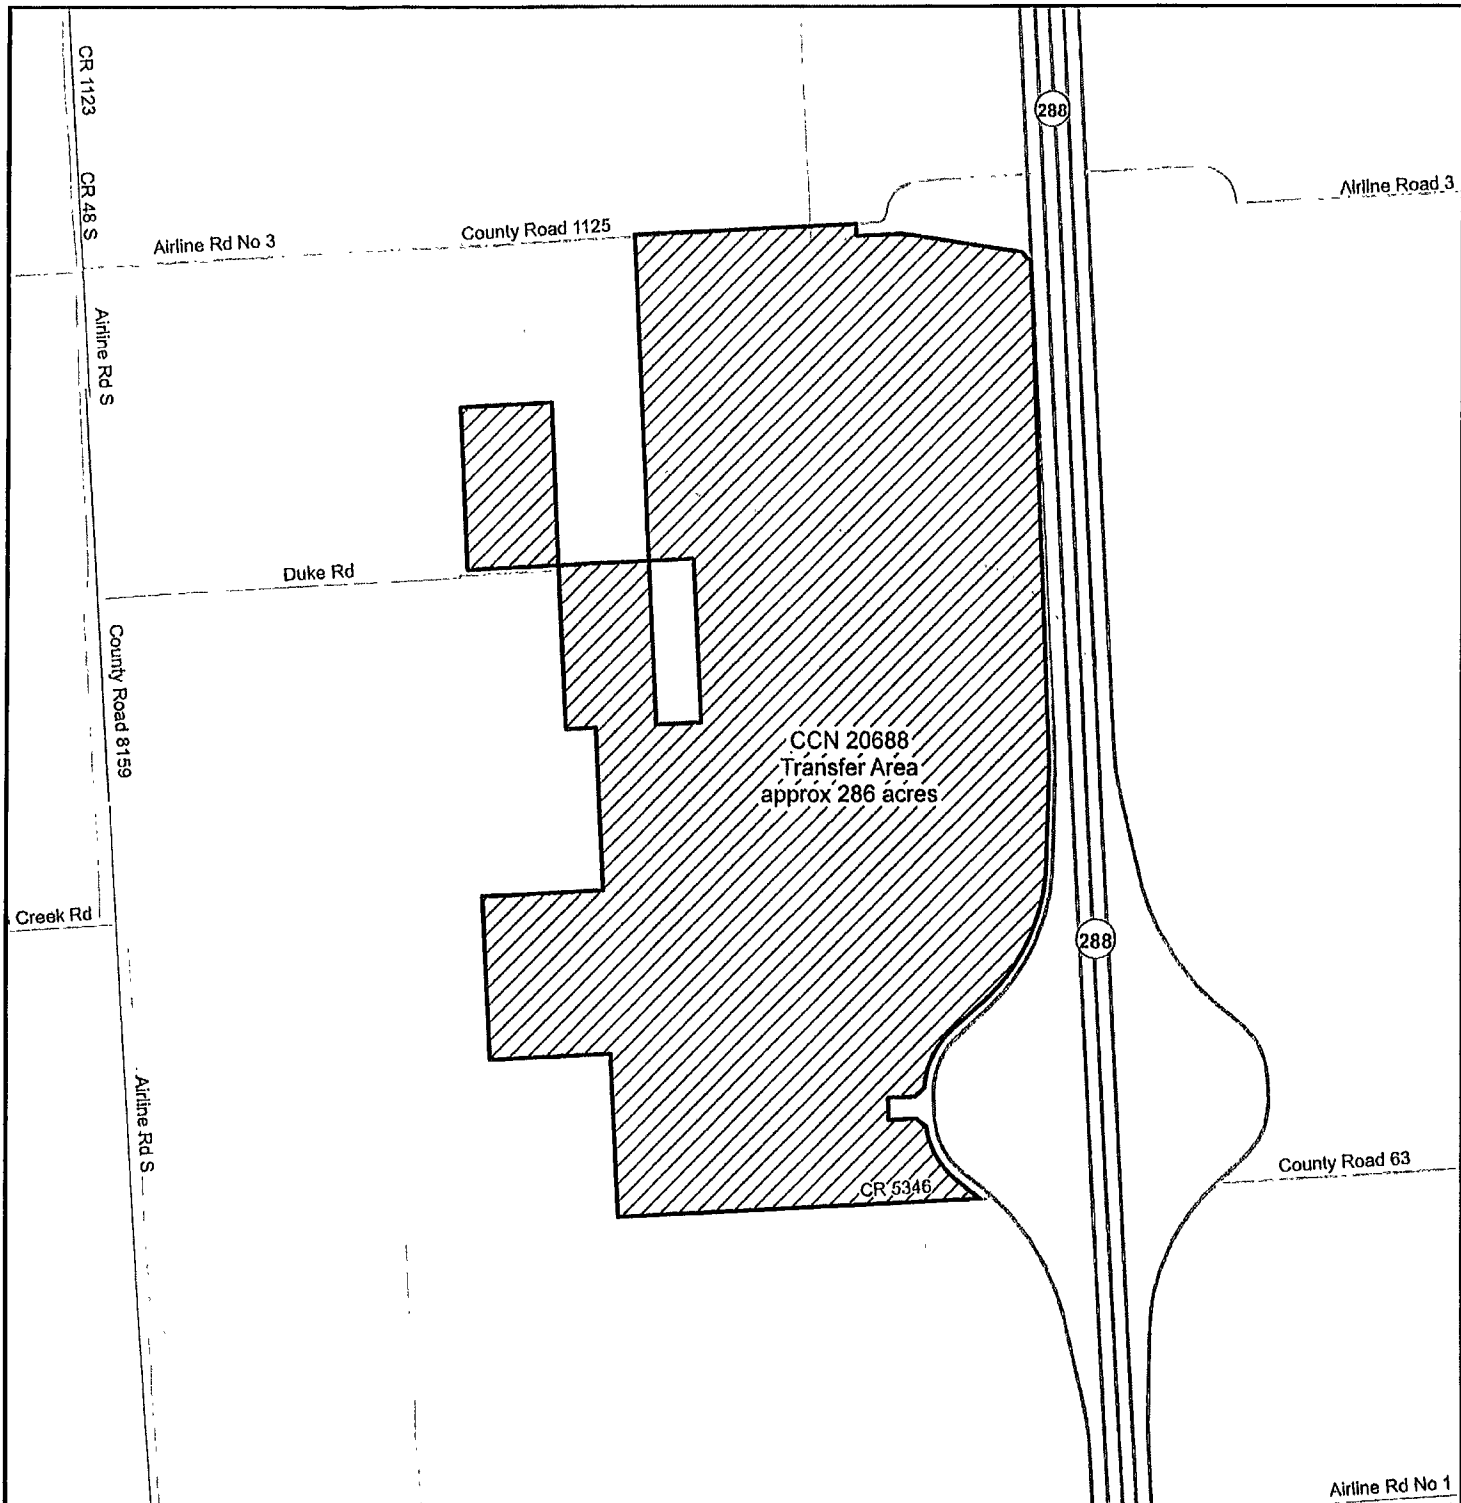 CR 1123
288
CR 48 S
Airline Road 3
Airline Rd No 3
County Road 1125
Airline Rd S
Duke Rd
County Road 8159
CCN 20688
Transfer Area
approx 286 acres
Creek Rd
288
Airline Rd S
County Road 63
CR 5346
Airline Rd No 1